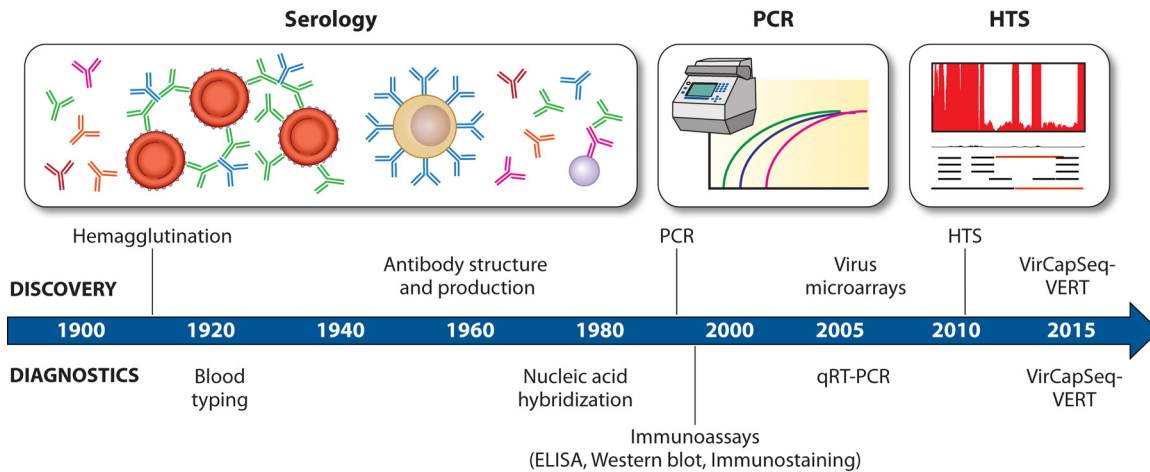 Serology
PCR
HTS
Hemagglutination
PCR
HTS
Antibody structure
and production
Virus
microarrays
VirCapSeq-
VERT
DISCOVERY
1900 1920 1940 1960 1980 2000 2005 2010 2015
DIAGNOSTICS
Blood
typing
Nucleic acid
hybridization
qRT-PCR
VirCapSeq-
VERT
Immunoassays
(ELISA, Western blot, Immunostaining)